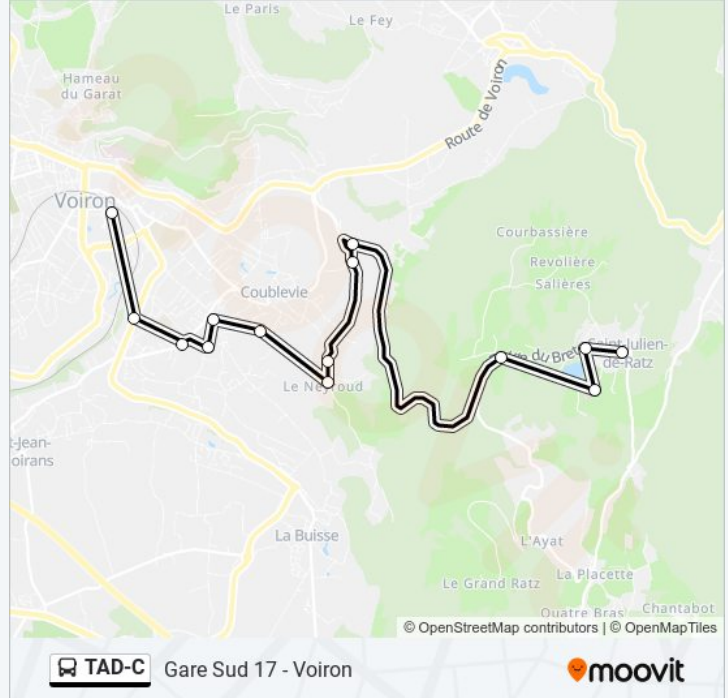 Le Paris
Le Fey
Hameau
du Garat
Route de Voiron
Voiron
Courbassière
Revolière
Salières
Coublevie
Saint-Julien-
de-Ratz
Le Neyroud
t-Jean-
oirans
La Buisse
L'Ayat
La Placette
Le Grand Ratz
Quatre Bras
Chantabot
© OpenStreetMap contributors | © OpenMapTiles
TAD-C
Gare Sud 17 - Voiron
moovit